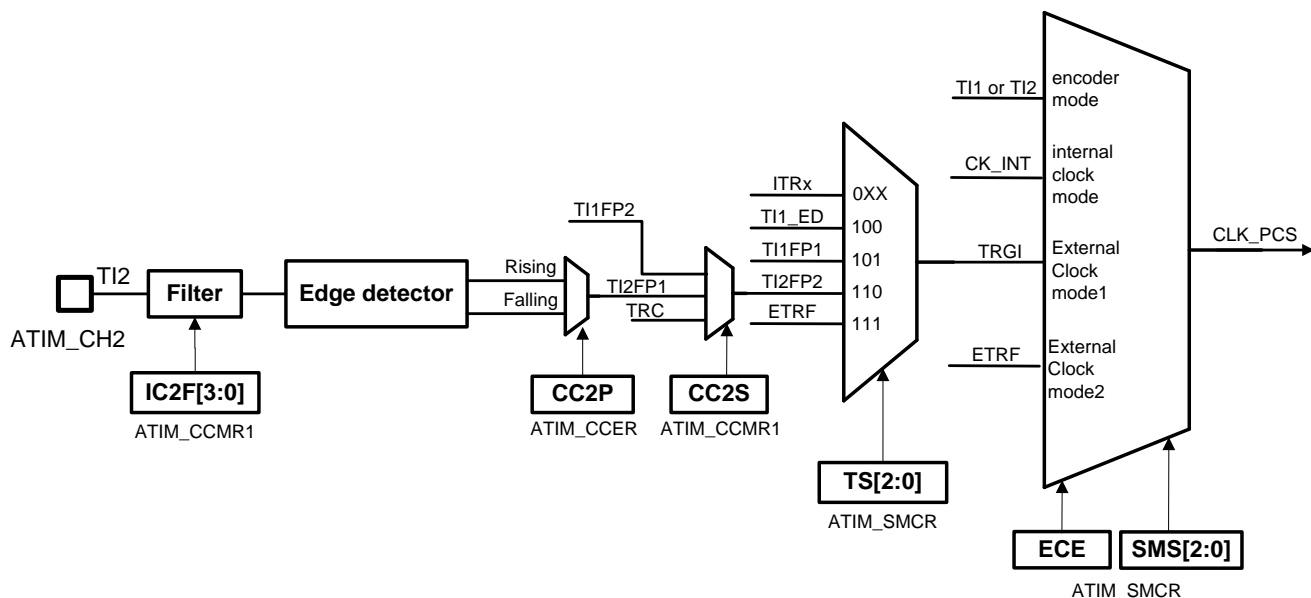 TI2
ATIM_CH2
Filter
IC2F[3:0]
ATIM_CCMR1
Edge detector
Rising
Falling
CC2P
ATIM_CCER
TI1FP2
TI2FP1
TRC
CC2S
ATIM_CCMR1
ITRx
TI1_ED
TI1FP1
TI2FP2
ETRF
0XX
100
101
110
111
TS[2:0]
ATIM_SMCR
TI1 or TI2
CK_INT
TRGI
ETRF
encoder
mode
internal
clock
mode
External
Clock
mode1
External
Clock
mode2
CLK_PCS
ECE
SMS[2:0]
ATIM_SMCR